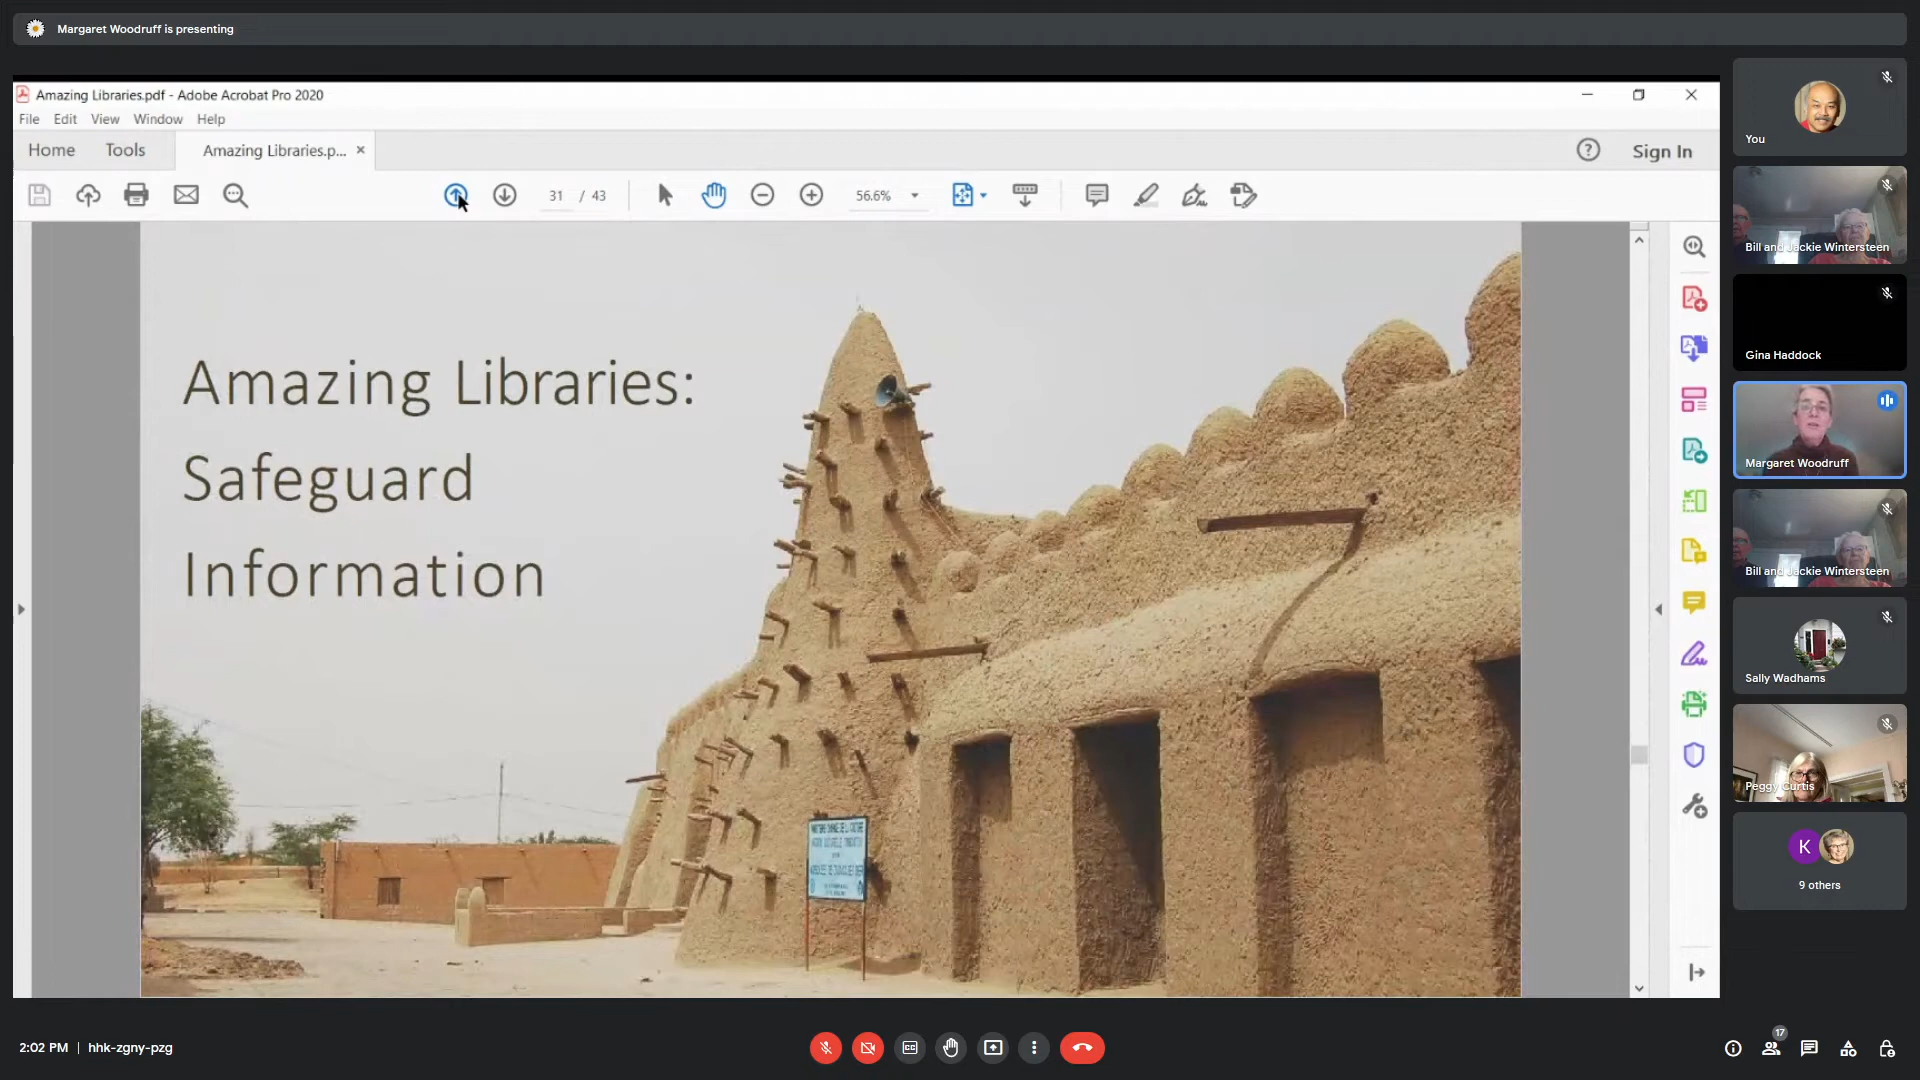 Margaret Woodruff is presenting
Amazing Libraries.pdf - Adobe Acrobat Pro 2020
File Edit View Window Help
Home Tools Amazing Libraries.p... ×
Sign In
31 / 43
56.6%
Amazing Libraries:
Safeguard
Information
You
Bill and Jackie Wintersteen
Gina Haddock
Margaret Woodruff
Bill and Jackie Wintersteen
Sally Wadhams
Peggy Curtis
K
9 others
2:02 PM | hhk-zgny-pzg
CC
17